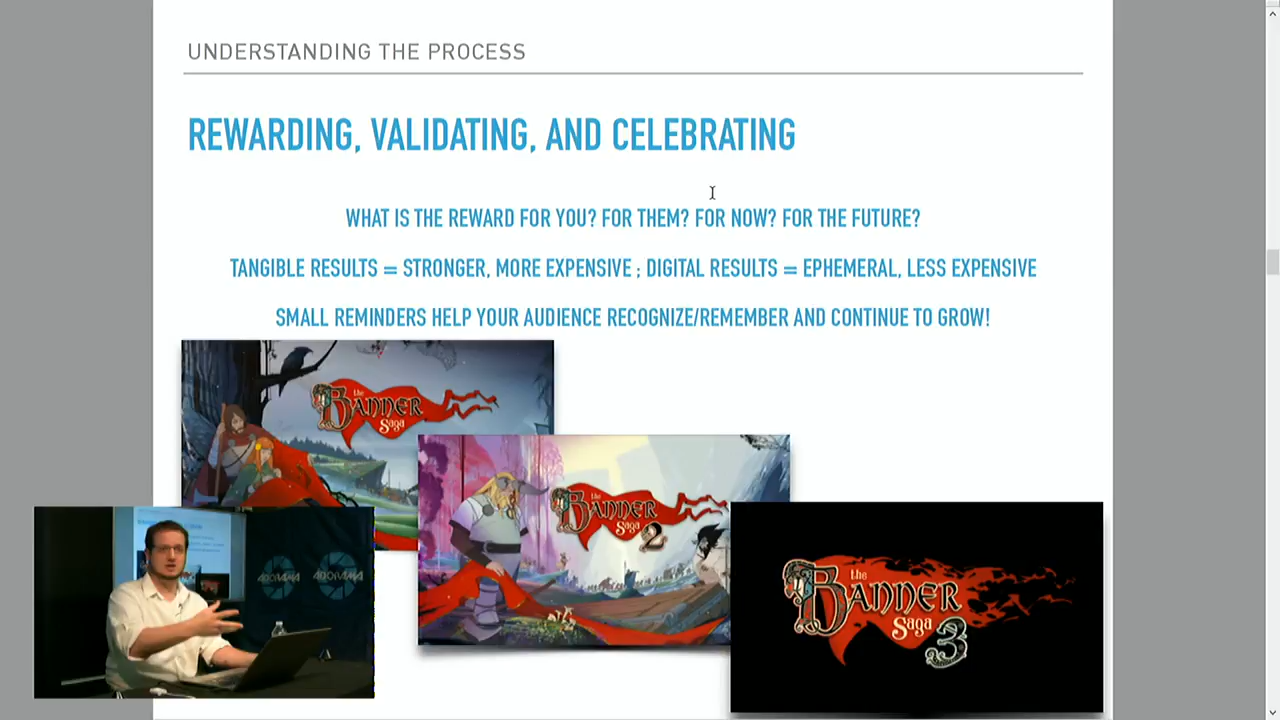 UNDERSTANDING THE PROCESS
REWARDING, VALIDATING, AND CELEBRATING
WHAT IS THE REWARD FOR YOU? FOR THEM? FOR NOW? FOR THE FUTURE?
TANGIBLE RESULTS = STRONGER, MORE EXPENSIVE ; DIGITAL RESULTS = EPHEMERAL, LESS EXPENSIVE
SMALL REMINDERS HELP YOUR AUDIENCE RECOGNIZE/REMEMBER AND CONTINUE TO GROW!
the
BANNER
Saga
the
BANNER
Saga
2
the
BANNER
Saga
3
ADORAMA
ADORAMA